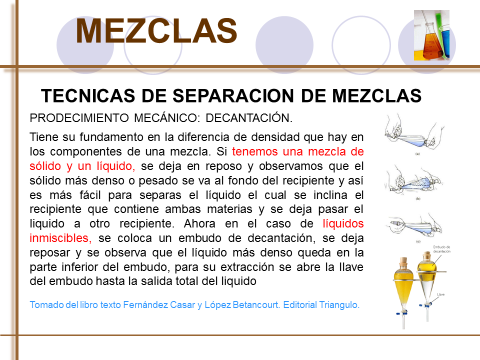 MEZCLAS
TECNICAS DE SEPARACION DE MEZCLAS
PRODECIMIENTO MECÁNICO: DECANTACIÓN.
Tiene su fundamento en la diferencia de densidad que hay en
los componentes de una mezcla. Si tenemos una mezcla de
sólido y un líquido, se deja en reposo y observamos que el
sólido más denso o pesado se va al fondo del recipiente y así
es más fácil para separas el líquido el cual se inclina el
recipiente que contiene ambas materias y se deja pasar el
liquido a otro recipiente. Ahora en el caso de líquidos
inmiscibles, se coloca un embudo de decantación, se deja
reposar y se observa que el líquido más denso queda en la
parte inferior del embudo, para su extracción se abre la llave
del embudo hasta la salida total del liquido
Tomado del libro texto Fernández Casar y López Betancourt. Editorial Triangulo.
(a)
(b)
(c)
Embudo de
decantación
Llave